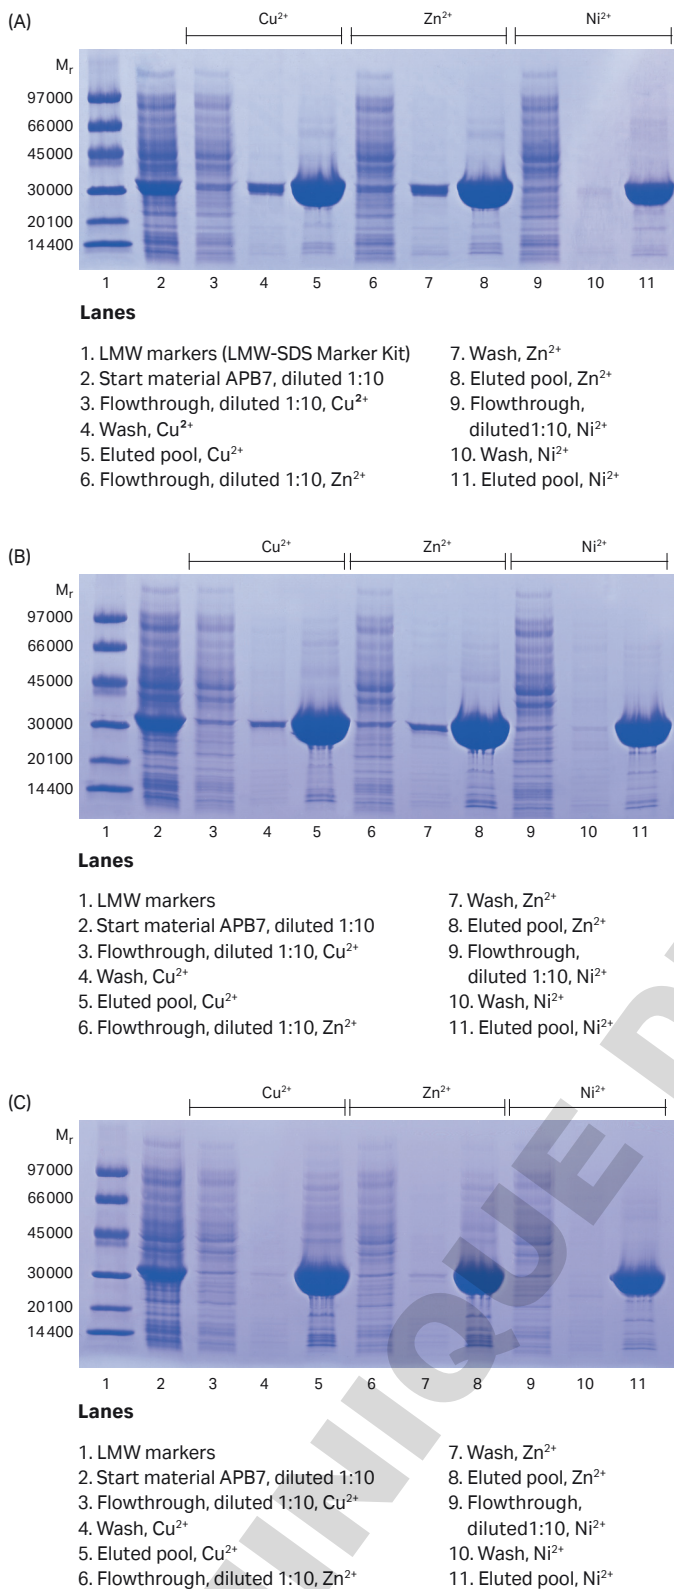 (A)
Cu²⁺ Zn²⁺ Ni²⁺
Mᵣ
97000
66000
45000
30000
20100
14400
1 2 3 4 5 6 7 8 9 10 11
Lanes
1. LMW markers (LMW-SDS Marker Kit)
2. Start material APB7, diluted 1:10
3. Flowthrough, diluted 1:10, Cu²⁺
4. Wash, Cu²⁺
5. Eluted pool, Cu²⁺
6. Flowthrough, diluted 1:10, Zn²⁺
7. Wash, Zn²⁺
8. Eluted pool, Zn²⁺
9. Flowthrough,
diluted1:10, Ni²⁺
10. Wash, Ni²⁺
11. Eluted pool, Ni²⁺
(B)
Cu²⁺ Zn²⁺ Ni²⁺
Mᵣ
97000
66000
45000
30000
20100
14400
1 2 3 4 5 6 7 8 9 10 11
Lanes
1. LMW markers
2. Start material APB7, diluted 1:10
3. Flowthrough, diluted 1:10, Cu²⁺
4. Wash, Cu²⁺
5. Eluted pool, Cu²⁺
6. Flowthrough, diluted 1:10, Zn²⁺
7. Wash, Zn²⁺
8. Eluted pool, Zn²⁺
9. Flowthrough,
diluted 1:10, Ni²⁺
10. Wash, Ni²⁺
11. Eluted pool, Ni²⁺
(C)
Cu²⁺ Zn²⁺ Ni²⁺
Mᵣ
97000
66000
45000
30000
20100
14400
1 2 3 4 5 6 7 8 9 10 11
Lanes
1. LMW markers
2. Start material APB7, diluted 1:10
3. Flowthrough, diluted 1:10, Cu²⁺
4. Wash, Cu²⁺
5. Eluted pool, Cu²⁺
6. Flowthrough, diluted 1:10, Zn²⁺
7. Wash, Zn²⁺
8. Eluted pool, Zn²⁺
9. Flowthrough,
diluted1:10, Ni²⁺
10. Wash, Ni²⁺
11. Eluted pool, Ni²⁺